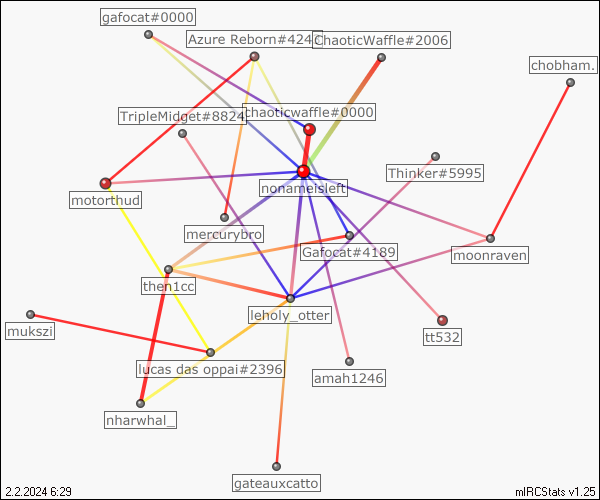 gafocat#0000
Azure Reborn#4243
ChaoticWaffle#2006
chobham.
TripleMidget#8824
chaoticwaffle#0000
Thinker#5995
nonameisleft
motorthud
mercurybro
Gafocat#4189
moonraven
then1cc
leholy_otter
mukszi
tt532
lucas das oppai#2396
amah1246
nharwhal_
gateauxcatto
2.2.2024 6:29
mIRCStats v1.25